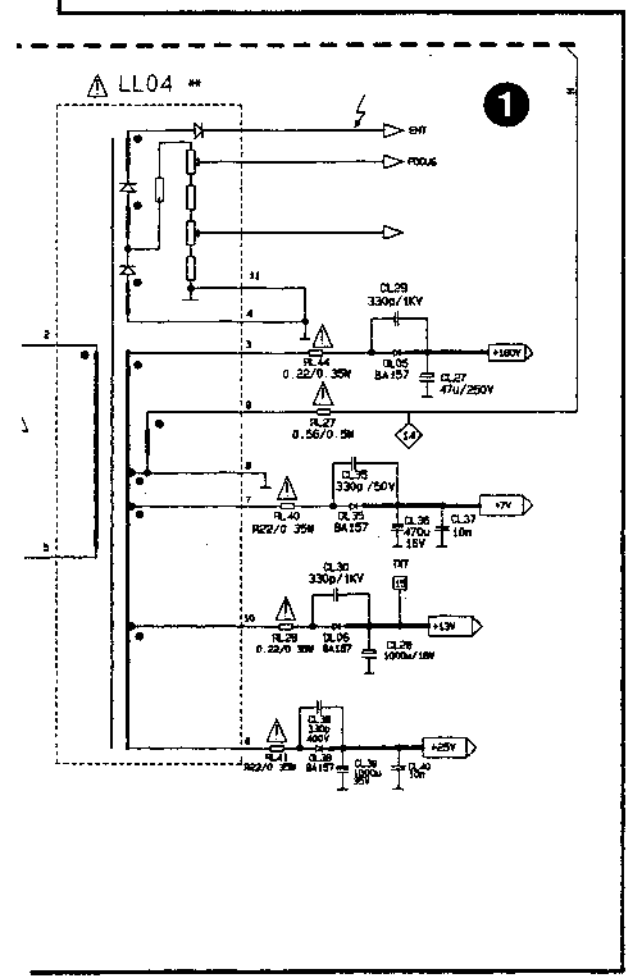 LL04 **
1
EHT
FOCUS
11
4
2
CL29
330p/1KV
3
RL44
0.22/0.35W
DL05
BA157
+180V
CL27
47u/250V
9
RL27
0.56/0.5W
14
8
CL35
330p/50V
7
RL40
R22/0 35W
DL35
BA157
+7V
CL36
470u
16V
CL37
10n
5
TXT
15
CL30
330p/1KV
10
RL28
0.22/0 35W
DL06
BA157
+13V
CL28
1000u/16V
CL38
330p
400V
6
RL41
R22/0 35W
DL38
BA157
+25V
CL39
1000u
35V
CL40
10n